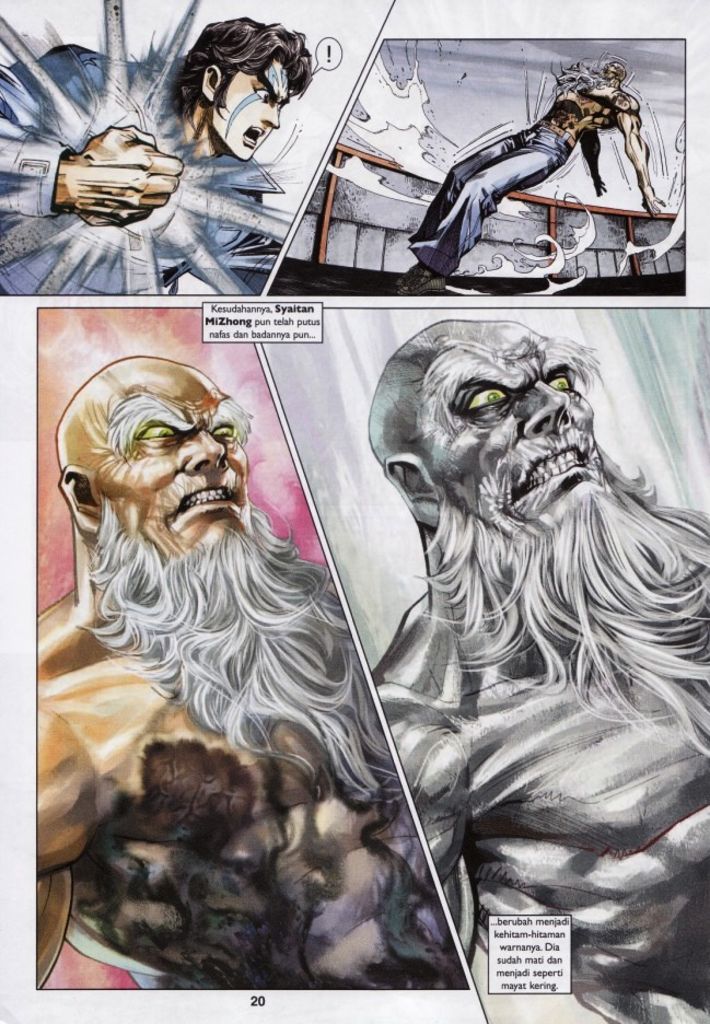 !
Kesudahannya, Syaitan
MiZhong pun telah putus
nafas dan badannya pun...
...berubah menjadi
kehitam-hitaman
warnanya. Dia
sudah mati dan
menjadi seperti
mayat kering.
20